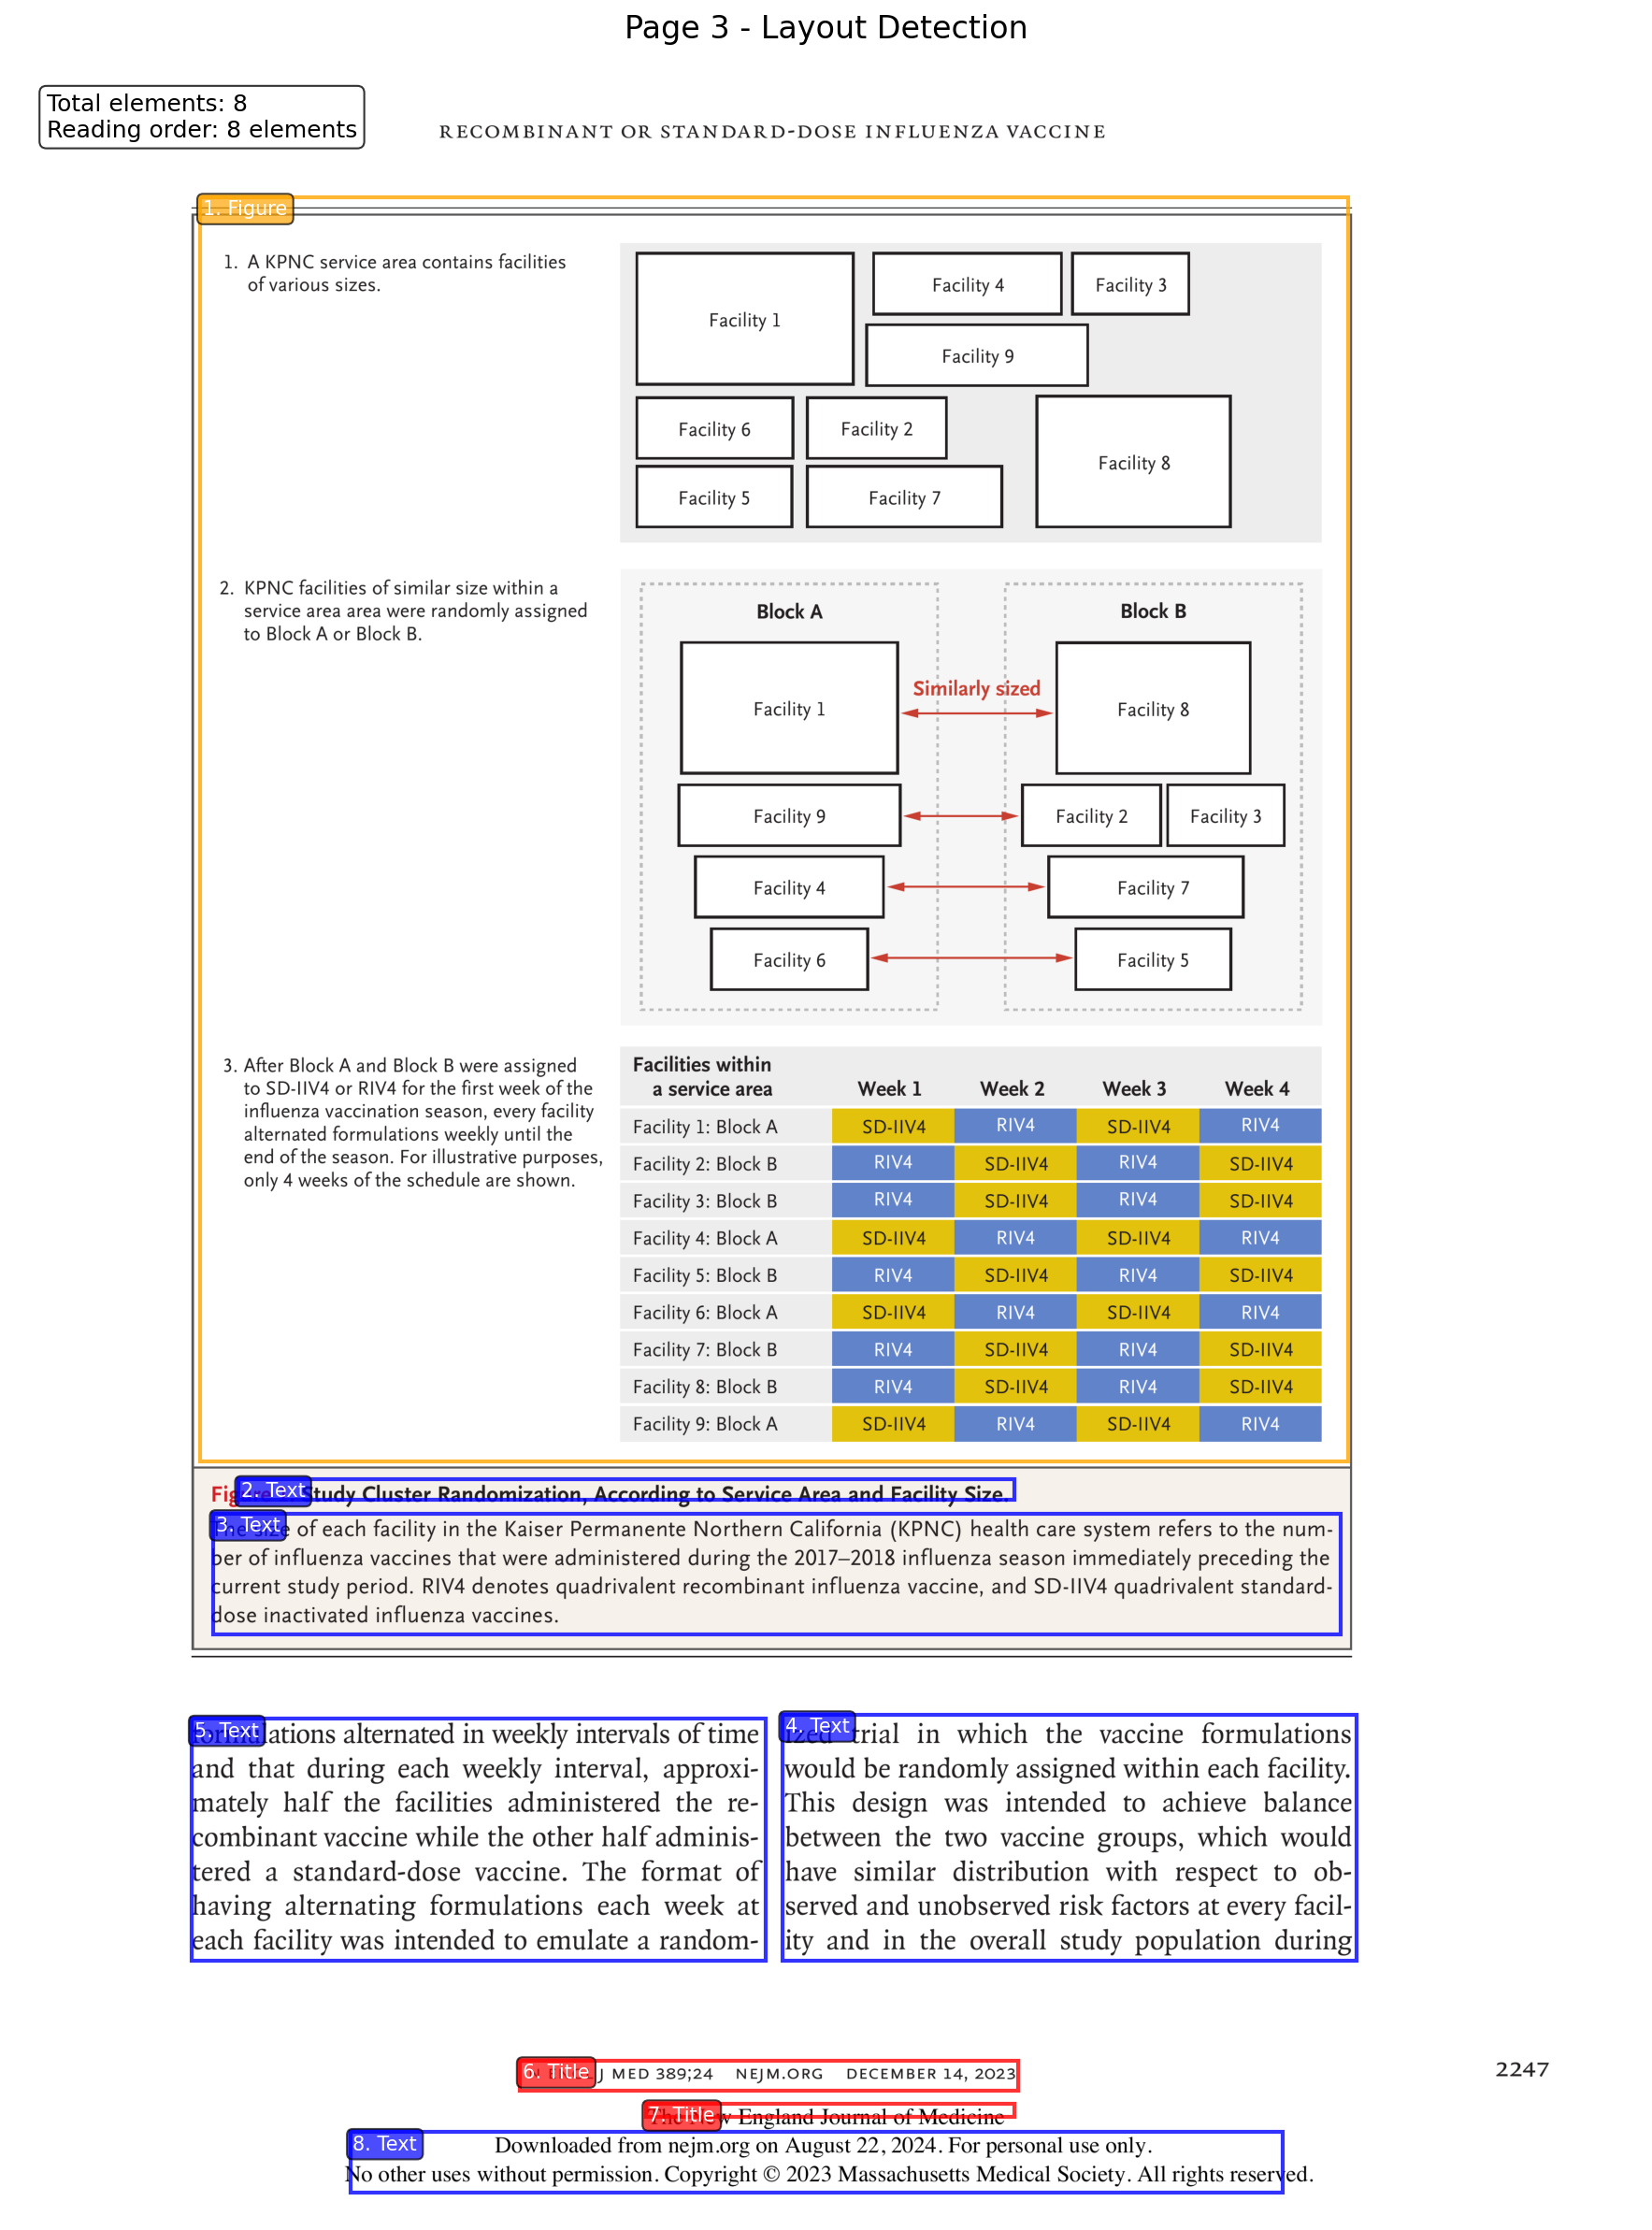 Page 3 - Layout Detection
Total elements: 8
Reading order: 8 elements
RECOMBINANT OR STANDARD-DOSE INFLUENZA VACCINE
1. Figure
1. A KPNC service area contains facilities
of various sizes.
Facility 1
Facility 4
Facility 3
Facility 9
Facility 6
Facility 2
Facility 8
Facility 5
Facility 7
2. KPNC facilities of similar size within a
service area area were randomly assigned
to Block A or Block B.
Block A
Block B
Similarly sized
Facility 1
Facility 8
Facility 9
Facility 2
Facility 3
Facility 4
Facility 7
Facility 6
Facility 5
3. After Block A and Block B were assigned
to SD-IIV4 or RIV4 for the first week of the
influenza vaccination season, every facility
alternated formulations weekly until the
end of the season. For illustrative purposes,
only 4 weeks of the schedule are shown.
Facilities within
a service area Week 1 Week 2 Week 3 Week 4
Facility 1: Block A SD-IIV4 RIV4 SD-IIV4 RIV4
Facility 2: Block B RIV4 SD-IIV4 RIV4 SD-IIV4
Facility 3: Block B RIV4 SD-IIV4 RIV4 SD-IIV4
Facility 4: Block A SD-IIV4 RIV4 SD-IIV4 RIV4
Facility 5: Block B RIV4 SD-IIV4 RIV4 SD-IIV4
Facility 6: Block A SD-IIV4 RIV4 SD-IIV4 RIV4
Facility 7: Block B RIV4 SD-IIV4 RIV4 SD-IIV4
Facility 8: Block B RIV4 SD-IIV4 RIV4 SD-IIV4
Facility 9: Block A SD-IIV4 RIV4 SD-IIV4 RIV4
2. Text
Study Cluster Randomization, According to Service Area and Facility Size.
3. Text
The size of each facility in the Kaiser Permanente Northern California (KPNC) health care system refers to the num-
ber of influenza vaccines that were administered during the 2017–2018 influenza season immediately preceding the
current study period. RIV4 denotes quadrivalent recombinant influenza vaccine, and SD-IIV4 quadrivalent standard-
dose inactivated influenza vaccines.
5. Text
formulations alternated in weekly intervals of time
and that during each weekly interval, approxi-
mately half the facilities administered the re-
combinant vaccine while the other half adminis-
tered a standard-dose vaccine. The format of
having alternating formulations each week at
each facility was intended to emulate a random-
4. Text
ized trial in which the vaccine formulations
would be randomly assigned within each facility.
This design was intended to achieve balance
between the two vaccine groups, which would
have similar distribution with respect to ob-
served and unobserved risk factors at every facil-
ity and in the overall study population during
6. Title
J MED 389;24 NEJM.ORG DECEMBER 14, 2023
2247
7. Title
The New England Journal of Medicine
8. Text
Downloaded from nejm.org on August 22, 2024. For personal use only.
No other uses without permission. Copyright © 2023 Massachusetts Medical Society. All rights reserved.